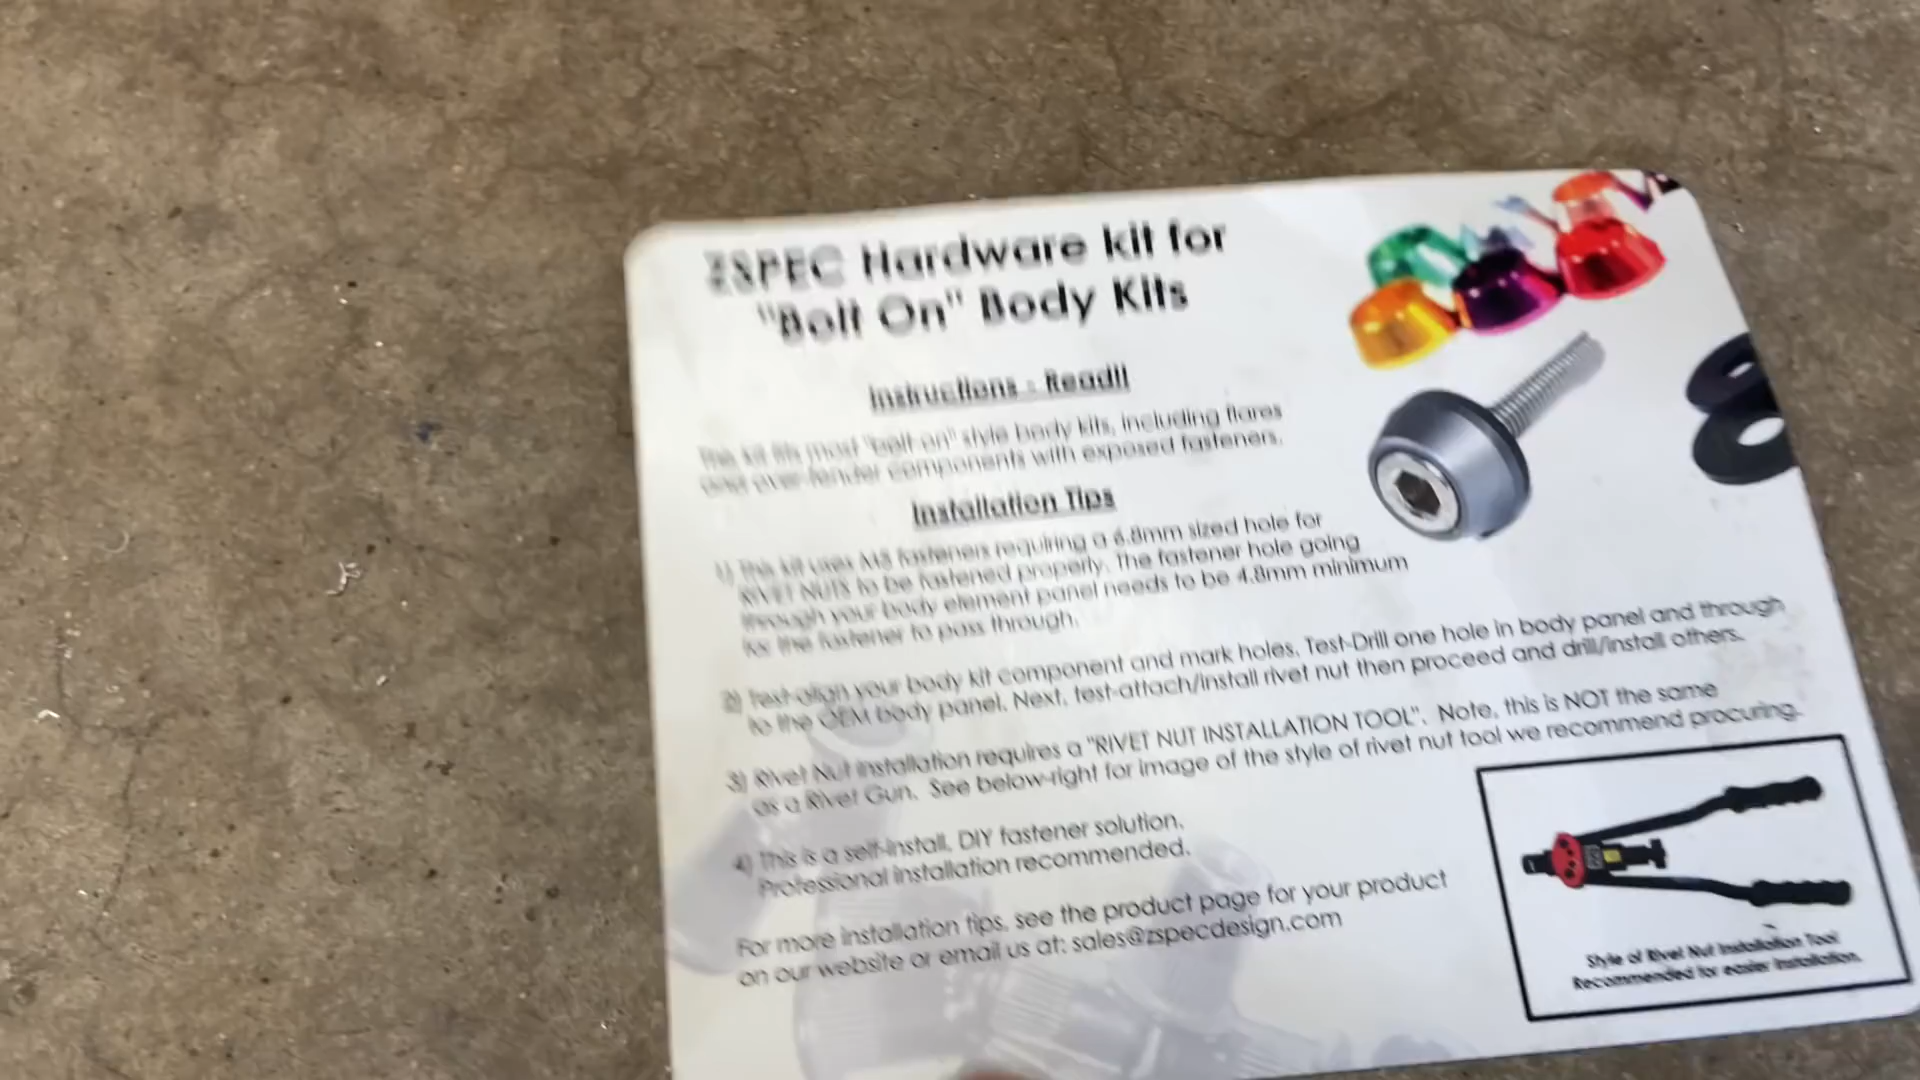 ZSPEC Hardware kit for
"Bolt On" Body Kits
Instructions - Read!!
This kit fits most "bolt-on" style body kits, including flares
and over-fender components with exposed fasteners.
Installation Tips
1) This kit uses M5 fasteners requiring a 6.8mm sized hole for
RIVET NUTS to be fastened properly. The fastener hole going
through your body element panel needs to be 4.8mm minimum
for the fastener to pass through.
2) Test-align your body kit component and mark holes. Test-Drill one hole in body panel and through
to the OEM body panel. Next, test-attach/install rivet nut then proceed and drill/install others.
3) Rivet Nut installation requires a "RIVET NUT INSTALLATION TOOL". Note, this is NOT the same
as a Rivet Gun. See below-right for image of the style of rivet nut tool we recommend procuring.
4) This is a self-install, DIY fastener solution.
Professional installation recommended.
For more installation tips, see the product page for your product
on our website or email us at: sales@zspecdesign.com
Style of Rivet Nut Installation Tool
Recommended for easier installation.